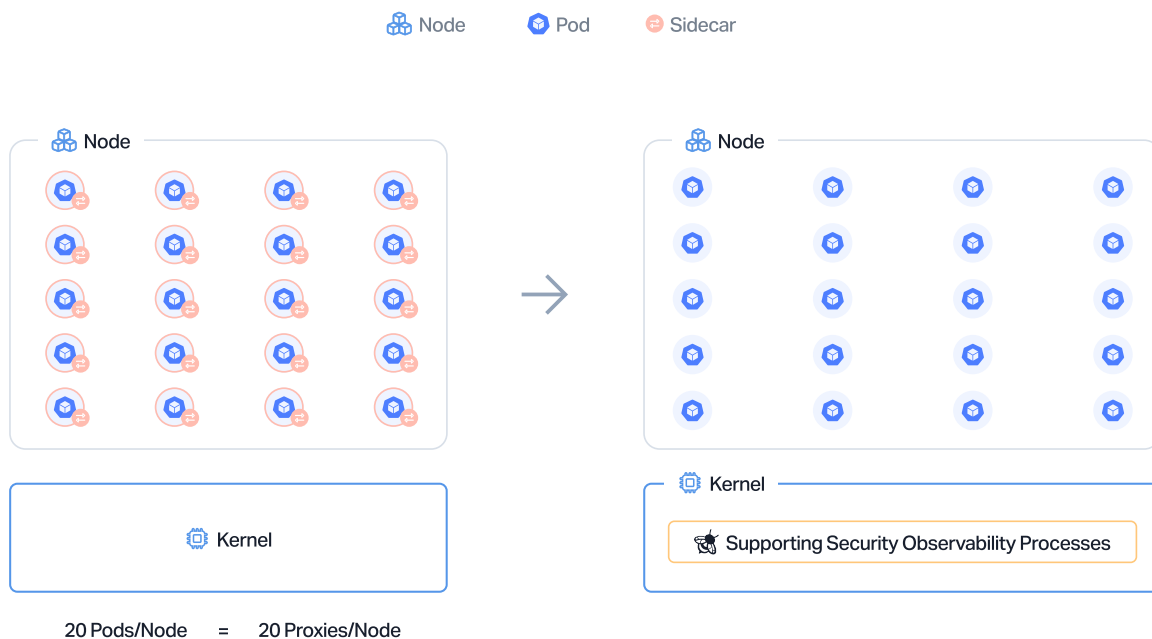 Node Pod Sidecar
Node
Node
Kernel
Kernel
Supporting Security Observability Processes
20 Pods/Node = 20 Proxies/Node